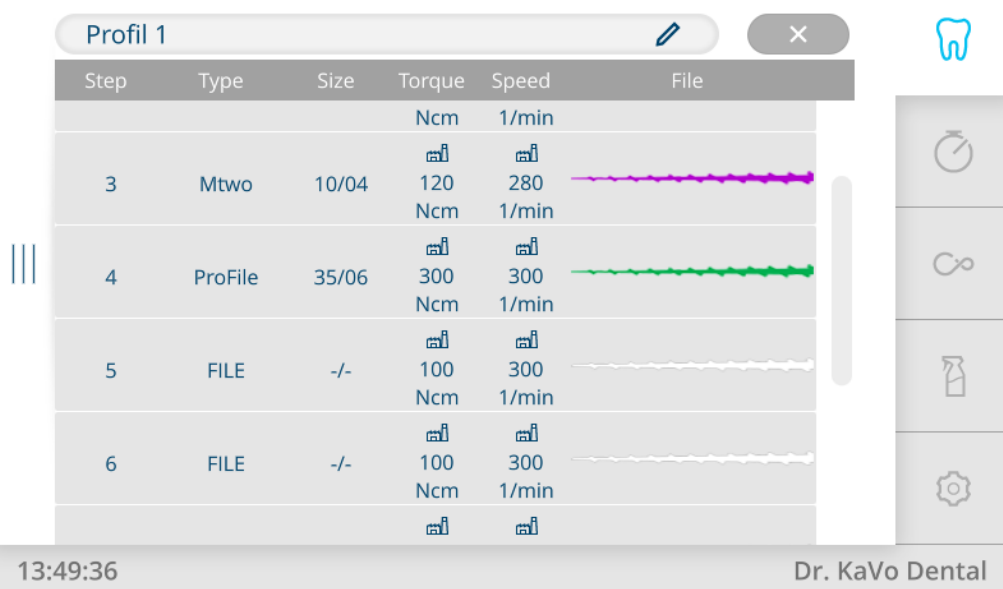 Profil 1
Step Type Size Torque Speed File
Ncm 1/min
3 Mtwo 10/04 120 Ncm 280 1/min
4 ProFile 35/06 300 Ncm 300 1/min
5 FILE -/- 100 Ncm 300 1/min
6 FILE -/- 100 Ncm 300 1/min
13:49:36 Dr. KaVo Dental